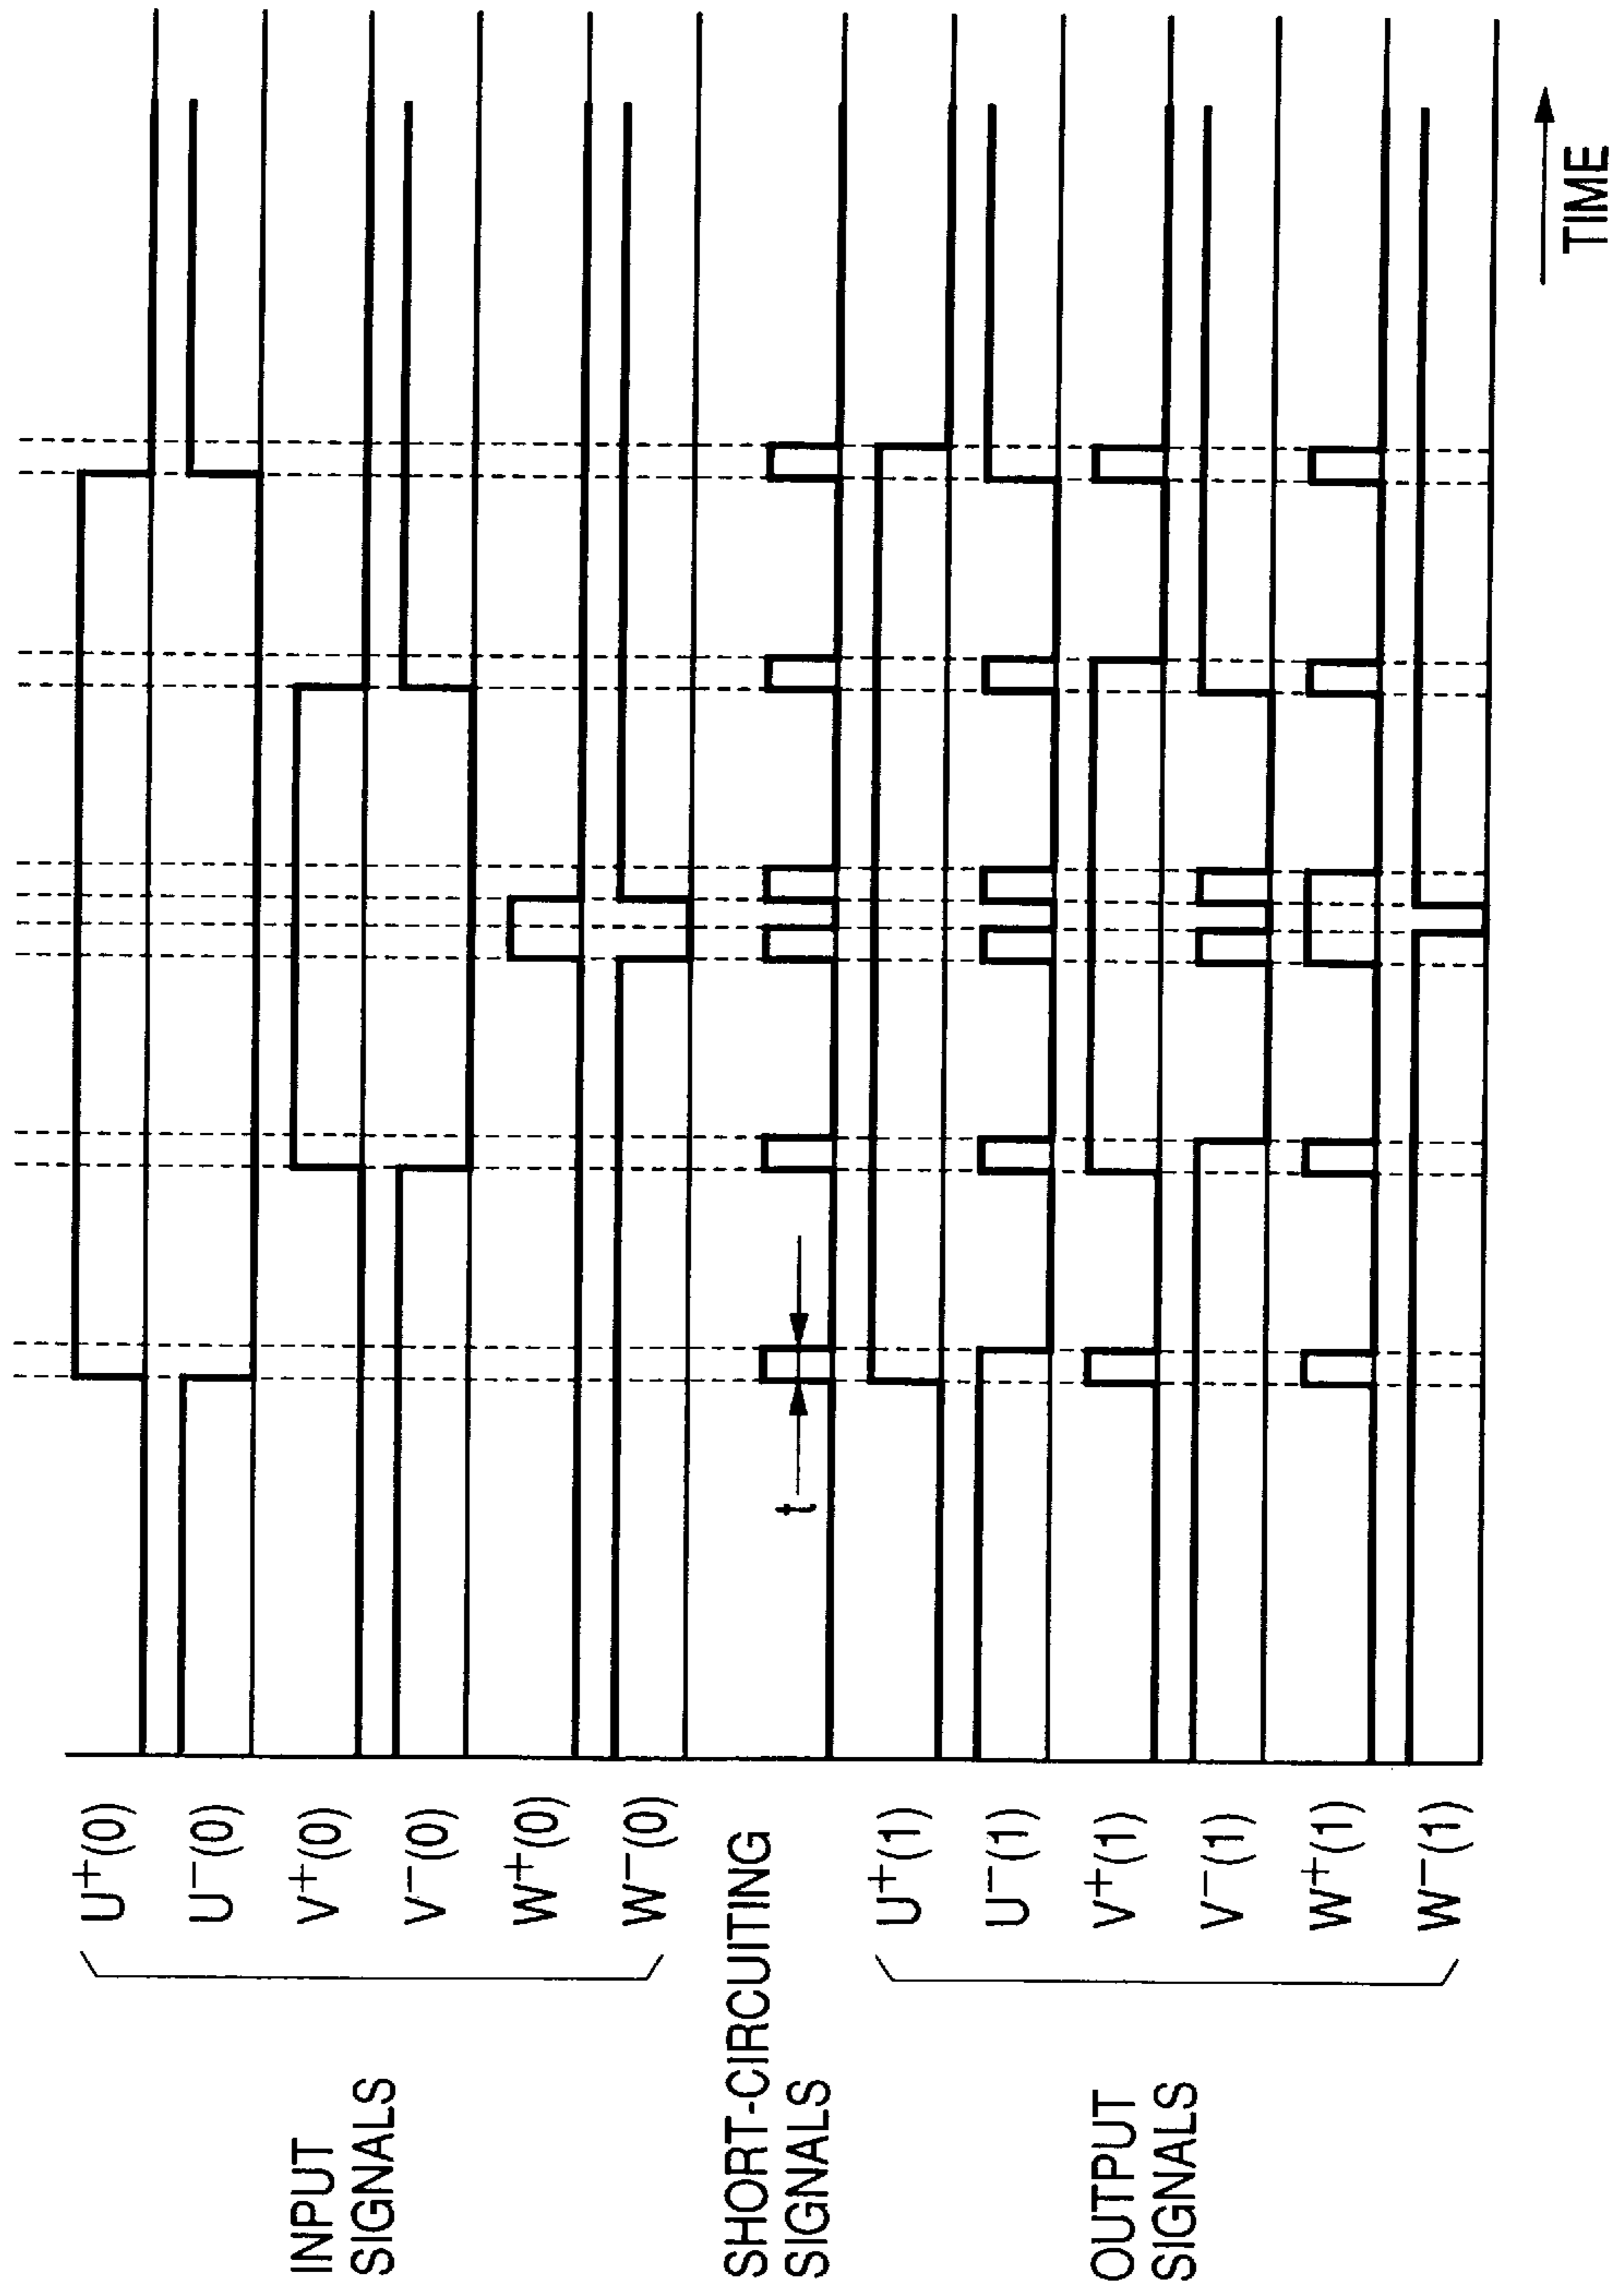 INPUT
SIGNALS
U⁺(0)
U⁻(0)
V⁺(0)
V⁻(0)
W⁺(0)
W⁻(0)
SHORT-CIRCUITING
SIGNALS
t
OUTPUT
SIGNALS
U⁺(1)
U⁻(1)
V⁺(1)
V⁻(1)
W⁺(1)
W⁻(1)
TIME